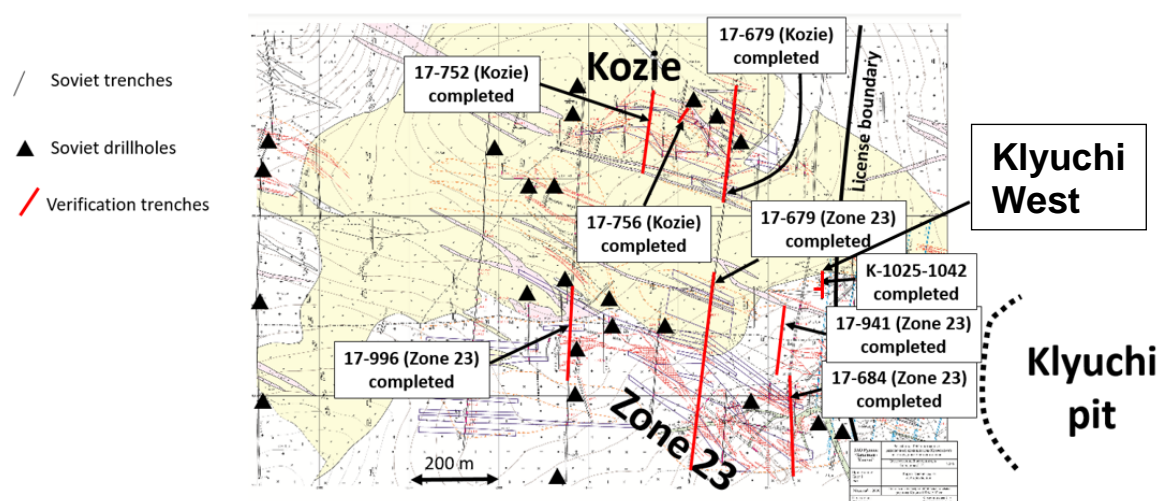 Soviet trenches
Soviet drillholes
Verification trenches
Kozie
17-752 (Kozie)
completed
17-679 (Kozie)
completed
License boundary
Klyuchi
West
17-756 (Kozie)
completed
17-679 (Zone 23)
completed
K-1025-1042
completed
17-941 (Zone 23)
completed
17-996 (Zone 23)
completed
17-684 (Zone 23)
completed
Klyuchi
pit
Zone 23
200 m